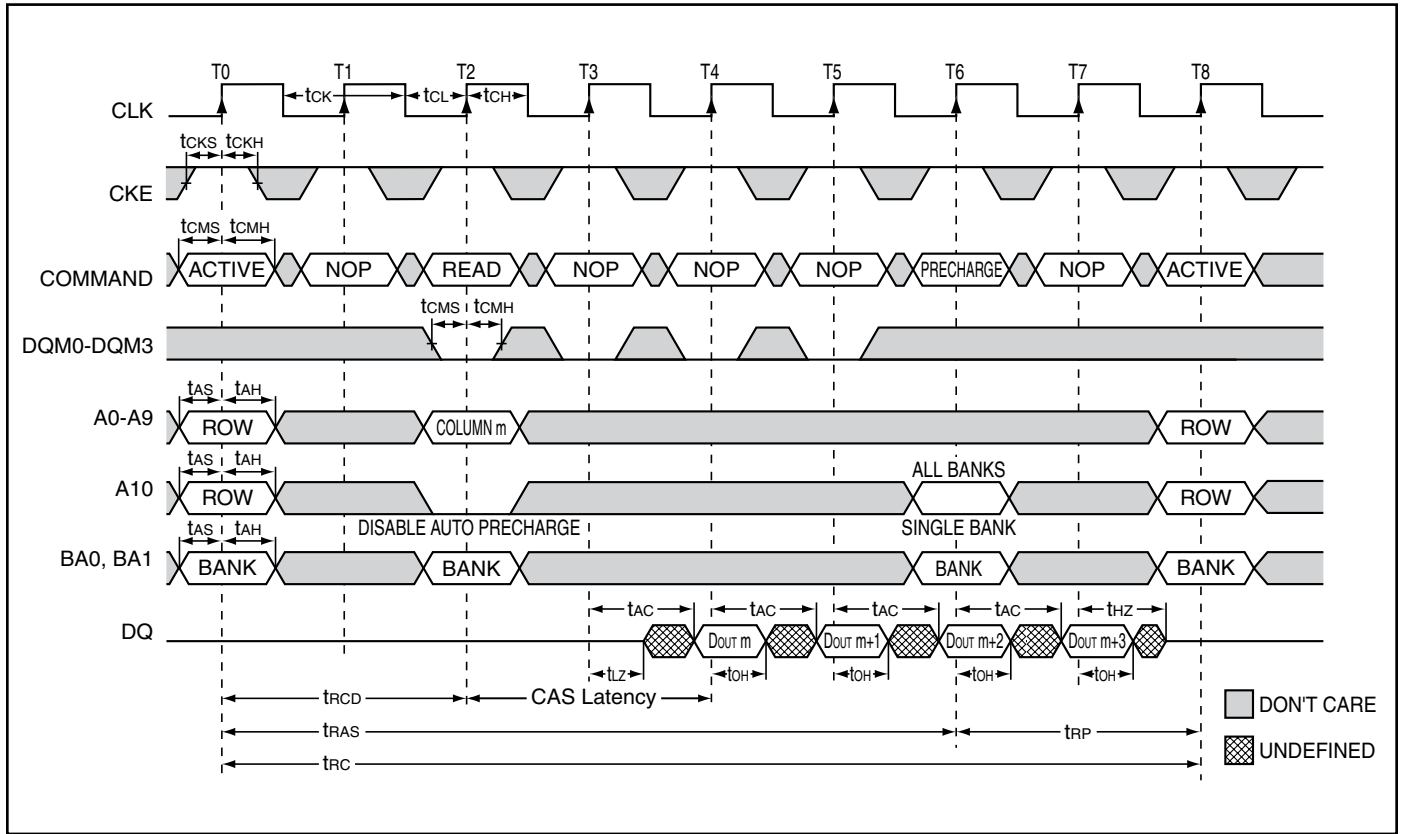 T0 T1 T2 T3 T4 T5 T6 T7 T8
CLK
tCK tCL tCH
tCKS tCKH
CKE
tCMS tCMH
COMMAND
ACTIVE NOP READ NOP NOP NOP PRECHARGE NOP ACTIVE
tCMS tCMH
DQM0-DQM3
tAS tAH
A0-A9
ROW COLUMN m ROW
tAS tAH
ALL BANKS
A10
ROW ROW
DISABLE AUTO PRECHARGE SINGLE BANK
tAS tAH
BA0, BA1
BANK BANK BANK BANK
tAC tAC tAC tAC tHZ
DQ
DOUT m DOUT m+1 DOUT m+2 DOUT m+3
tLZ tOH tOH tOH tOH
tRCD CAS Latency
DON'T CARE
tRAS tRP
UNDEFINED
tRC